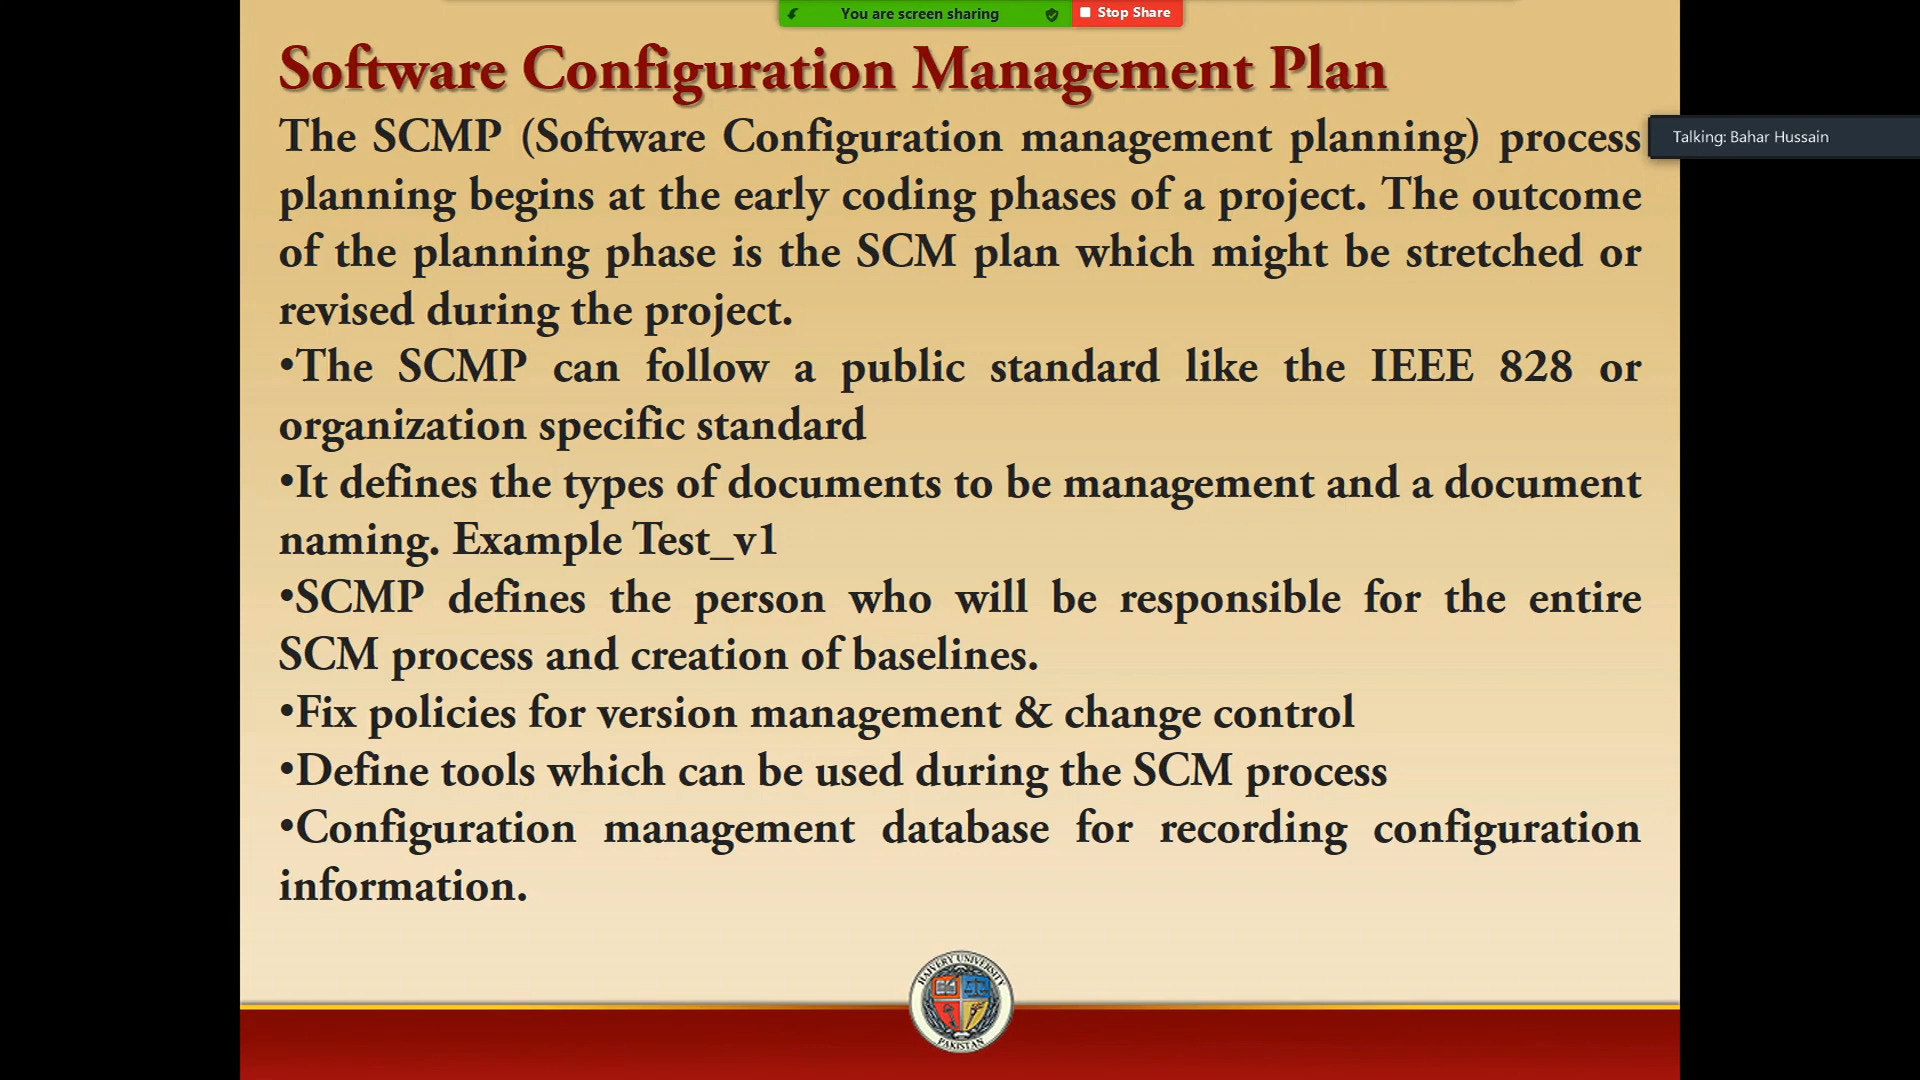 You are screen sharing
Stop Share
Software Configuration Management Plan
The SCMP (Software Configuration management planning) process
Talking: Bahar Hussain
planning begins at the early coding phases of a project. The outcome
of the planning phase is the SCM plan which might be stretched or
revised during the project.
•The SCMP can follow a public standard like the IEEE 828 or
organization specific standard
•It defines the types of documents to be management and a document
naming. Example Test_v1
•SCMP defines the person who will be responsible for the entire
SCM process and creation of baselines.
•Fix policies for version management & change control
•Define tools which can be used during the SCM process
•Configuration management database for recording configuration
information.
UNIVERSITY
PAKISTAN